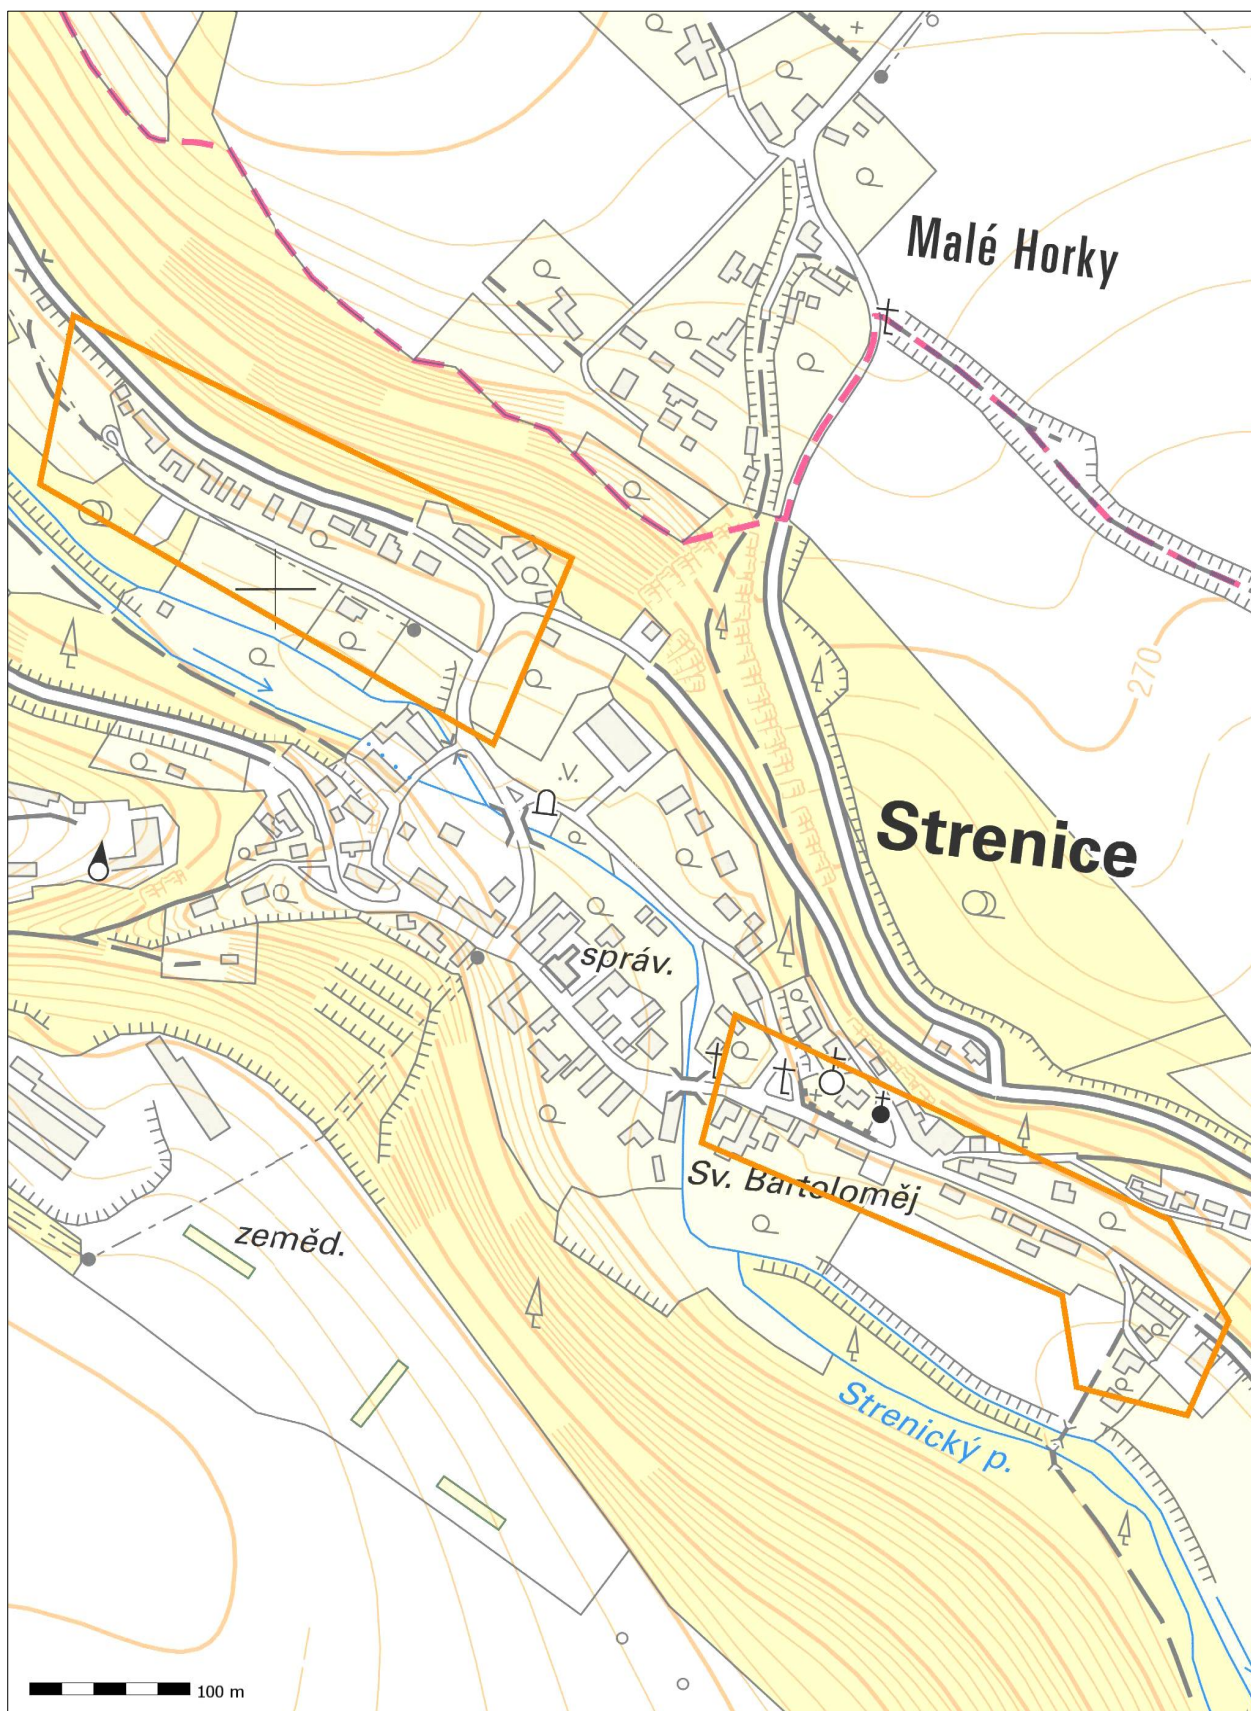 Malé Horky
270
Strenice
správ.
Sv. Bartoloměj
zeměd.
Strenický p.
100 m